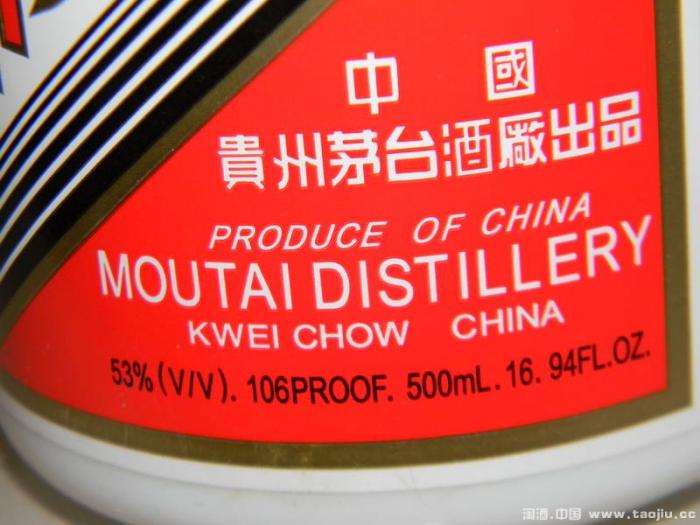 中 國
貴州茅台酒廠出品
PRODUCE OF CHINA
MOUTAI DISTILLERY
KWEI CHOW CHINA
53% (V/V). 106PROOF. 500mL. 16. 94FL.OZ.
淘酒.中国 www.taojiu.cc